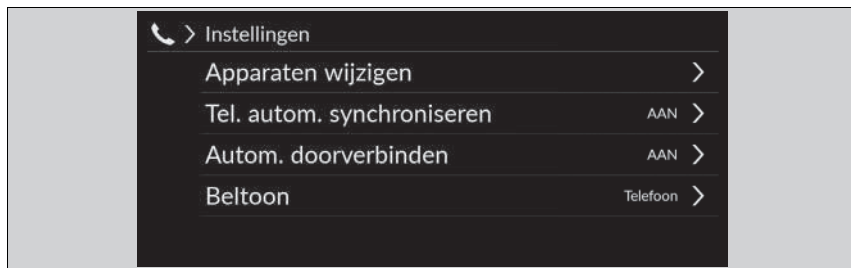 Instellingen
Apparaten wijzigen
Tel. autom. synchroniseren AAN
Autom. doorverbinden AAN
Beltoon Telefoon